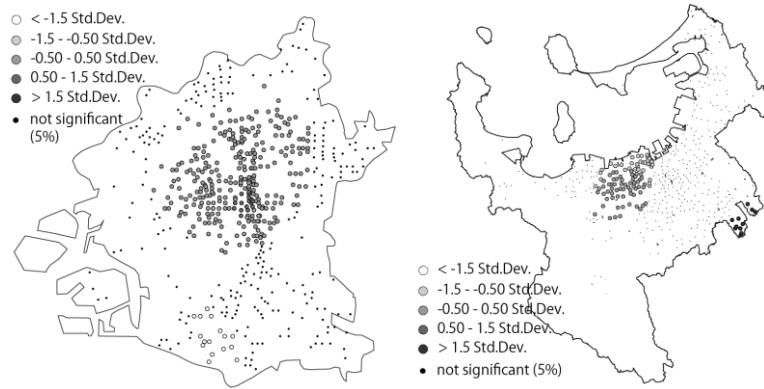 < -1.5 Std.Dev.
-1.5 - -0.50 Std.Dev.
-0.50 - 0.50 Std.Dev.
0.50 - 1.5 Std.Dev.
> 1.5 Std.Dev.
not significant
(5%)
< -1.5 Std.Dev.
-1.5 - -0.50 Std.Dev.
-0.50 - 0.50 Std.Dev.
0.50 - 1.5 Std.Dev.
> 1.5 Std.Dev.
not significant (5%)